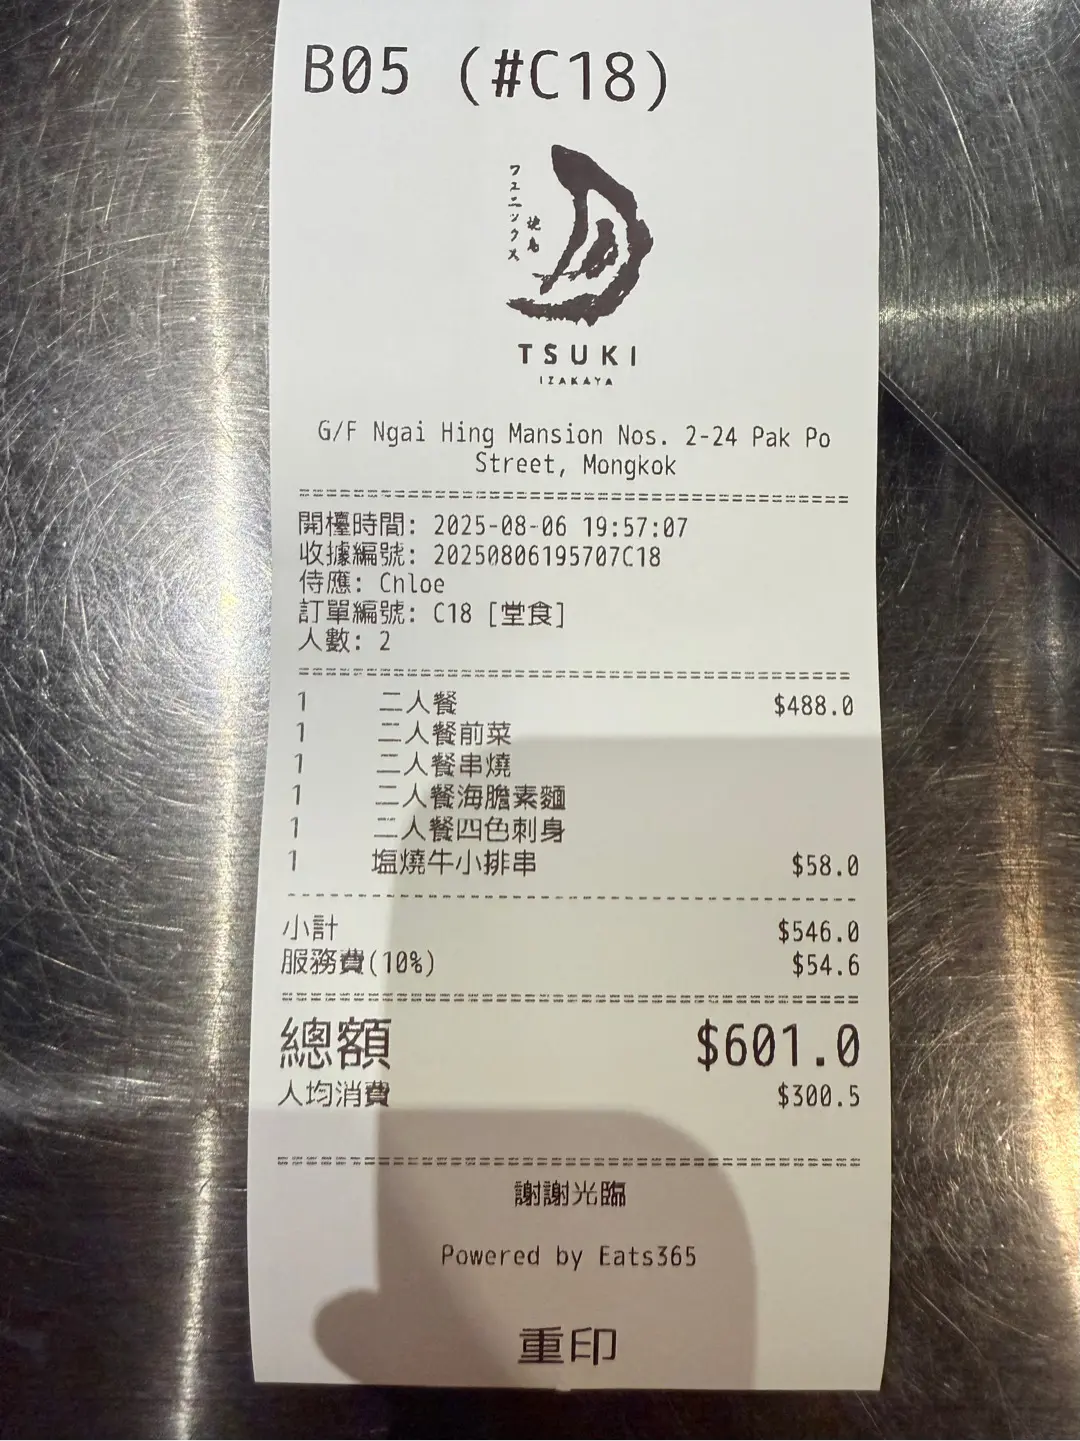 B05 (#C18)
フェニックス
焼鳥
月
TSUKI
IZAKAYA
G/F Ngai Hing Mansion Nos. 2-24 Pak Po
Street, Mongkok
開檯時間: 2025-08-06 19:57:07
收據編號: 20250806195707C18
侍應: Chloe
訂單編號: C18 [堂食]
人數: 2
1 二人餐 $488.0
1 二人餐前菜
1 二人餐串燒
1 二人餐海膽素麵
1 二人餐四色刺身
1 塩燒牛小排串 $58.0
小計 $546.0
服務費(10%) $54.6
總額 $601.0
人均消費 $300.5
謝謝光臨
Powered by Eats365
重印